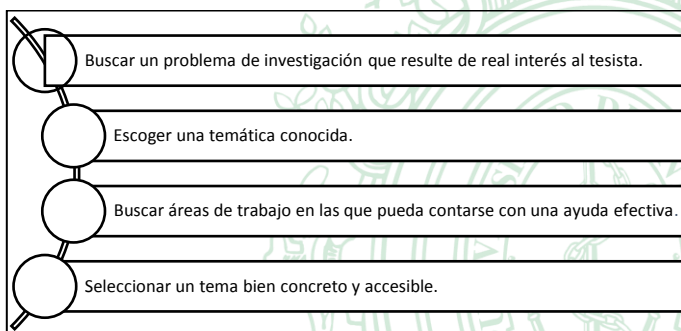 Buscar un problema de investigación que resulte de real interés al tesista.
Escoger una temática conocida.
Buscar áreas de trabajo en las que pueda contarse con una ayuda efectiva.
Seleccionar un tema bien concreto y accesible.